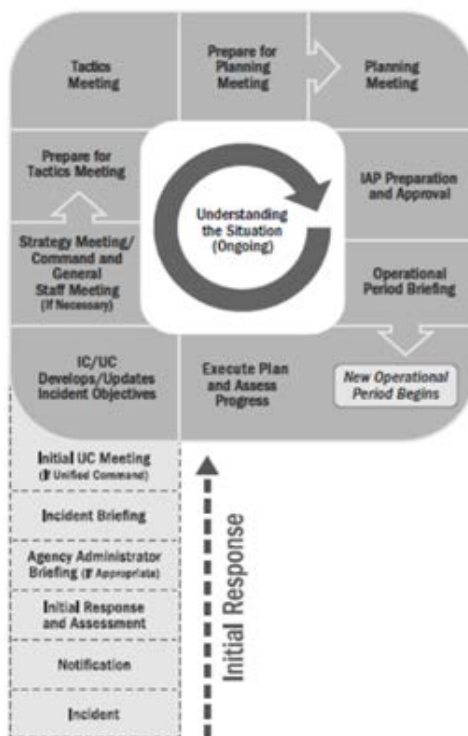 Tactics
Meeting
Prepare for
Planning
Meeting
Planning
Meeting
Prepare for
Tactics Meeting
Understanding
the Situation
(Ongoing)
IAP Preparation
and Approval
Strategy Meeting/
Command and
General
Staff Meeting
(If Necessary)
Operational
Period Briefing
IC/UC
Develops/Updates
Incident Objectives
Execute Plan
and Assess
Progress
New Operational
Period Begins
Initial UC Meeting
(If Unified Command)
Incident Briefing
Agency Administrator
Briefing (If Appropriate)
Initial Response
and Assessment
Notification
Incident
Initial Response